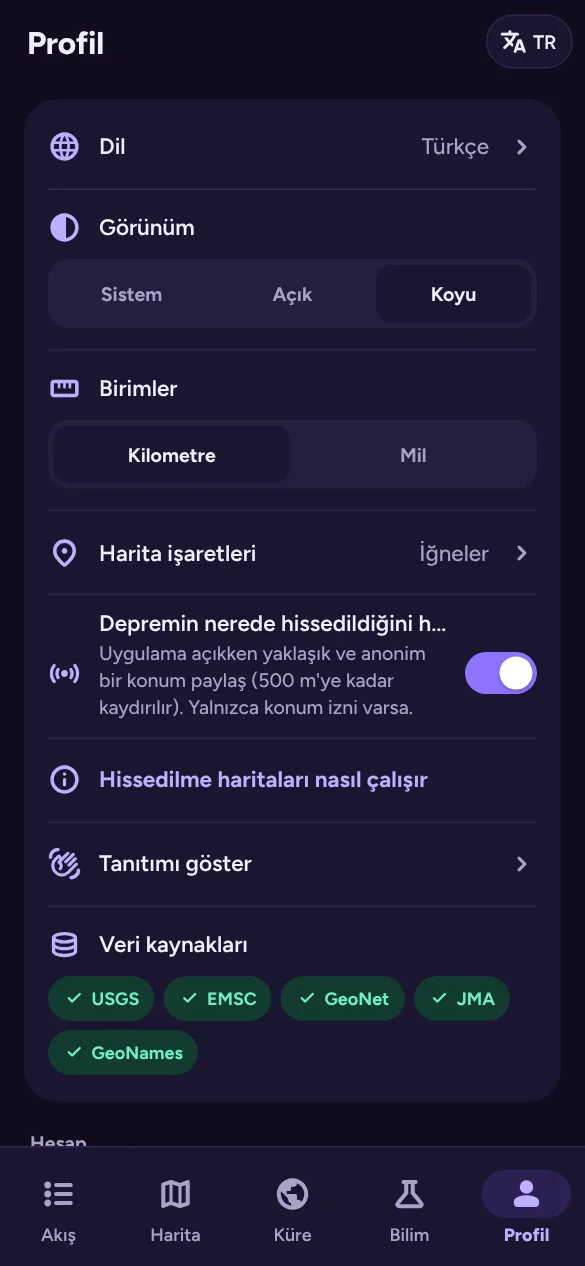 Profil
TR
Dil
Türkçe
Görünüm
Sistem
Açık
Koyu
Birimler
Kilometre
Mil
Harita işaretleri
İğneler
Depremin nerede hissedildiğini h...
Uygulama açıkken yaklaşık ve anonim
bir konum paylaş (500 m'ye kadar
kaydırılır). Yalnızca konum izni varsa.
Hissedilme haritaları nasıl çalışır
Tanıtımı göster
Veri kaynakları
USGS
EMSC
GeoNet
JMA
GeoNames
Hesap
Akış
Harita
Küre
Bilim
Profil